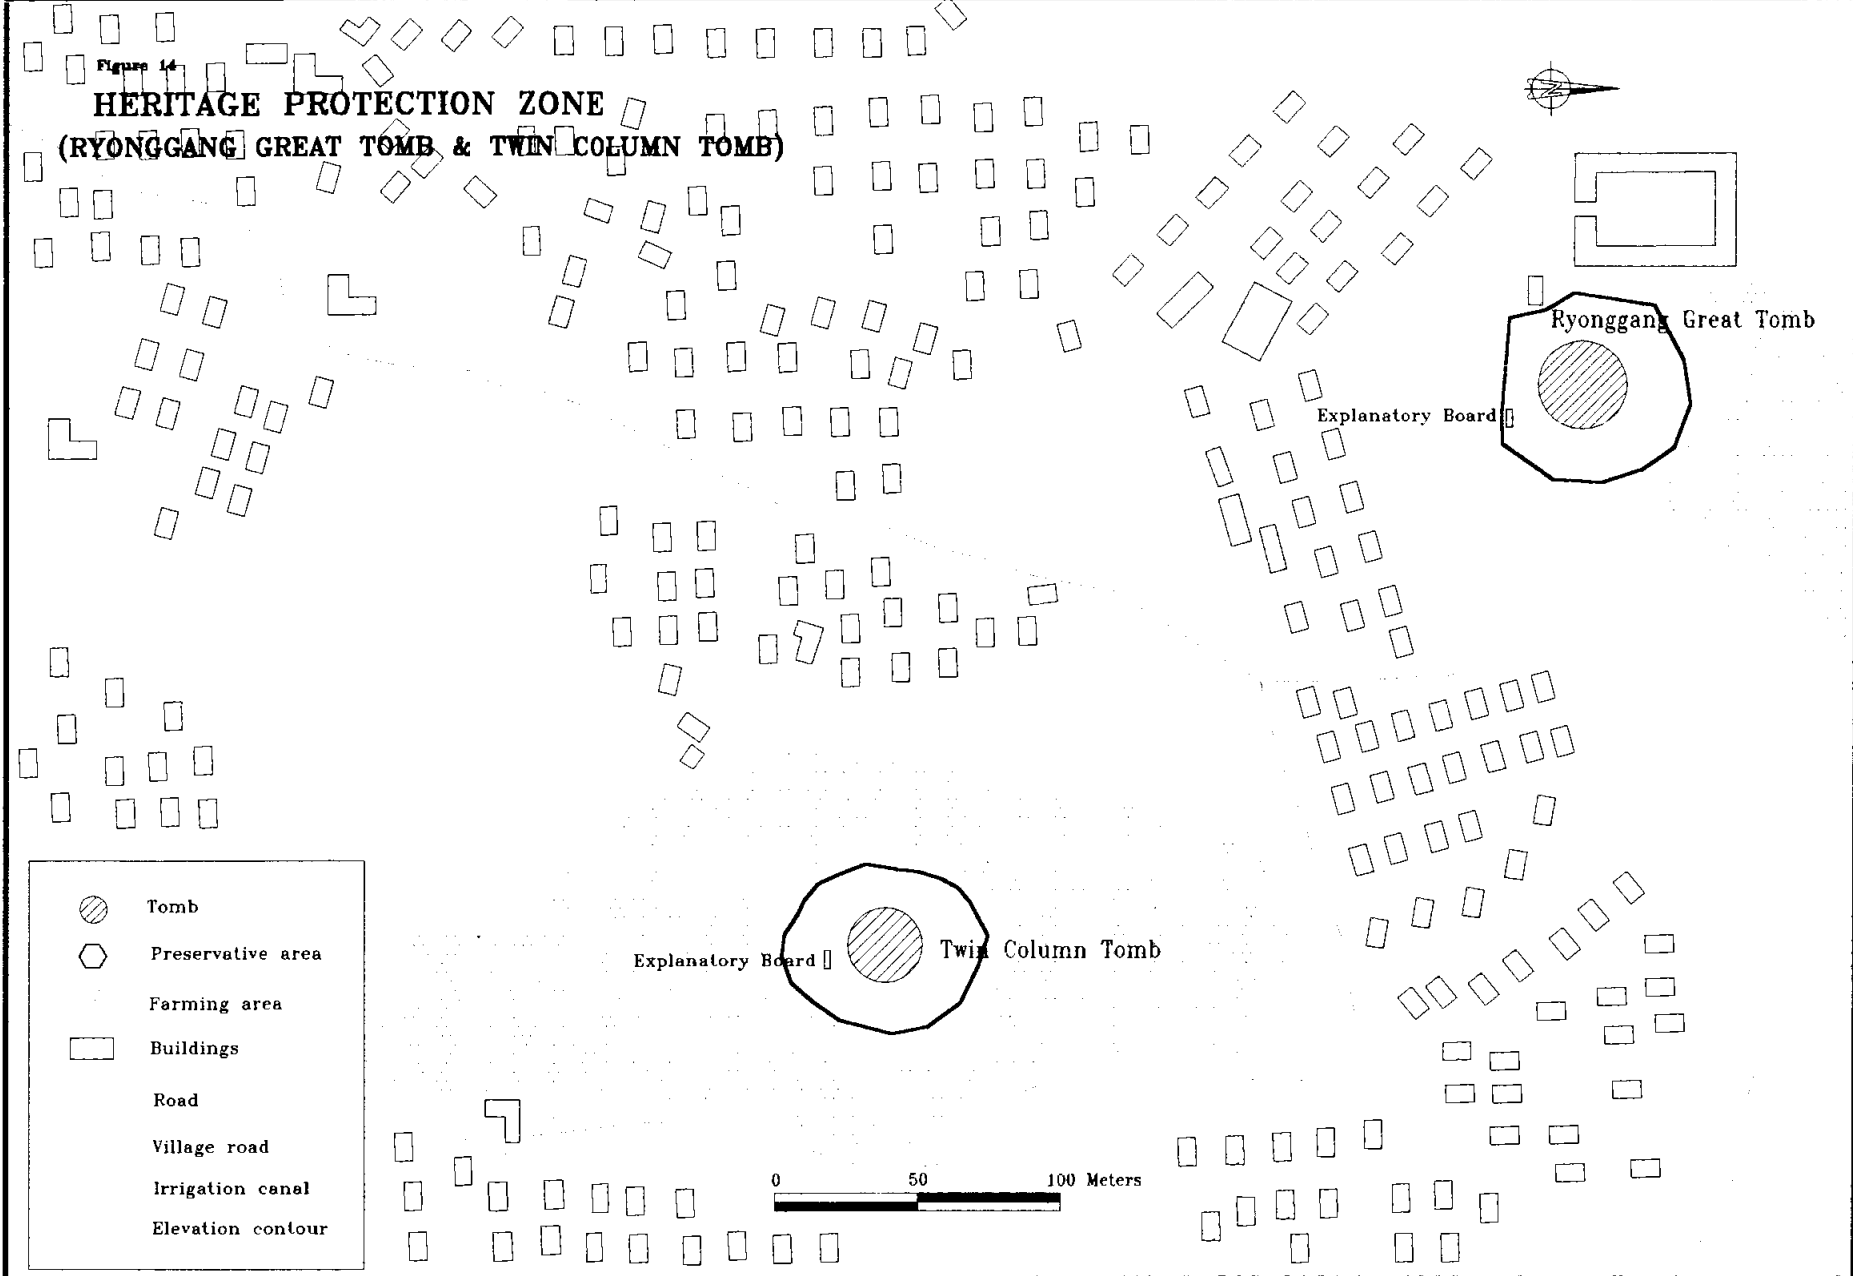 Figure 14
HERITAGE PROTECTION ZONE
(RYONGGANG GREAT TOMB & TWIN COLUMN TOMB)
N
Ryonggang Great Tomb
Explanatory Board
Explanatory Board
Twin Column Tomb
Tomb
Preservative area
Farming area
Buildings
Road
Village road
Irrigation canal
Elevation contour
0 50 100 Meters